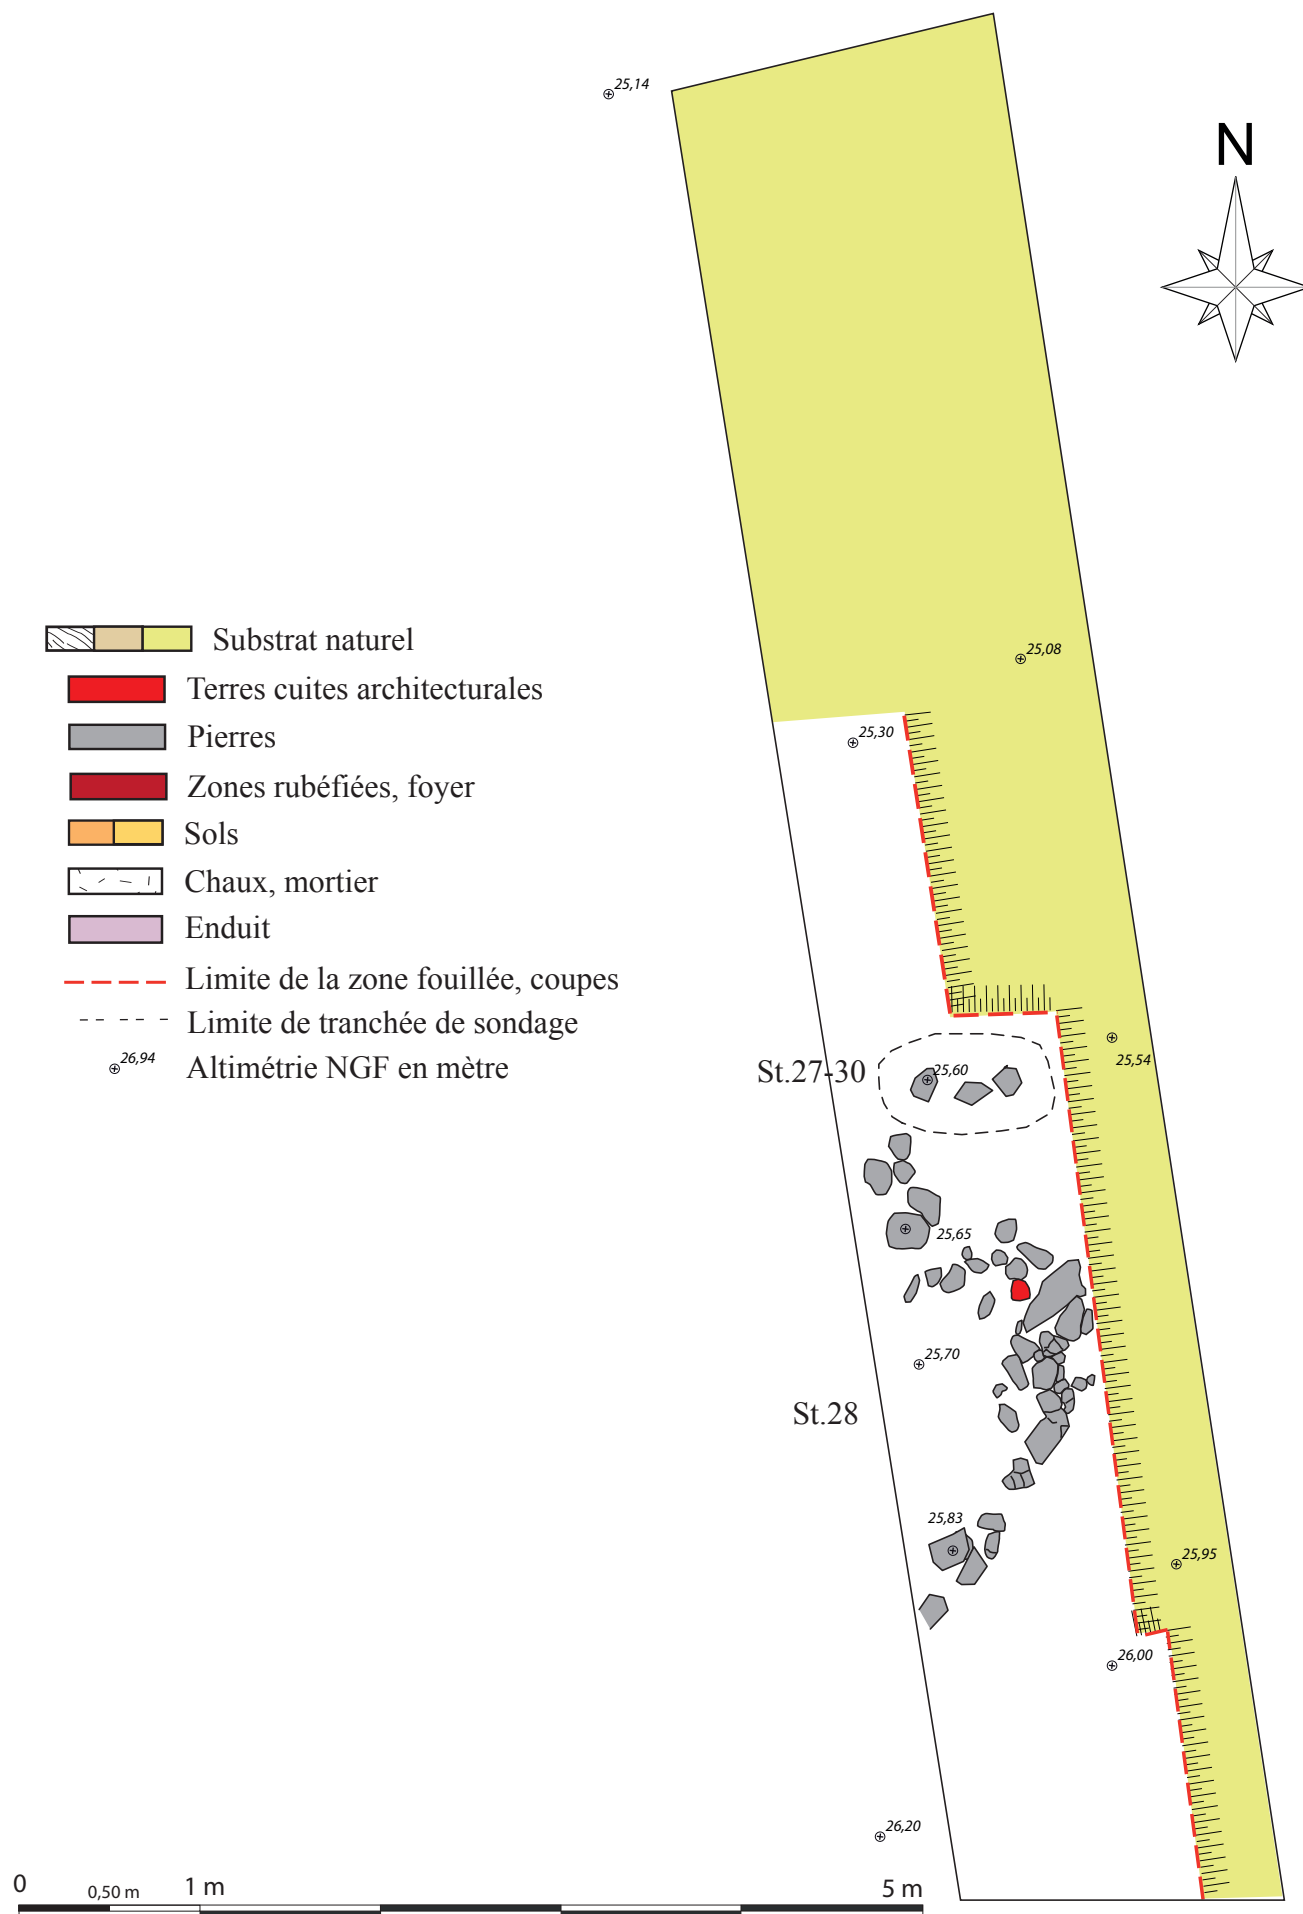 25,14
N
Substrat naturel
25,08
Terres cuites architecturales
Pierres
25,30
Zones rubéfiées, foyer
Sols
Chaux, mortier
Enduit
Limite de la zone fouillée, coupes
Limite de tranchée de sondage
26,94
Altimétrie NGF en mètre
25,54
St.27-30
25,60
25,65
25,70
St.28
25,83
25,95
26,00
26,20
0
0,50 m
1 m
5 m